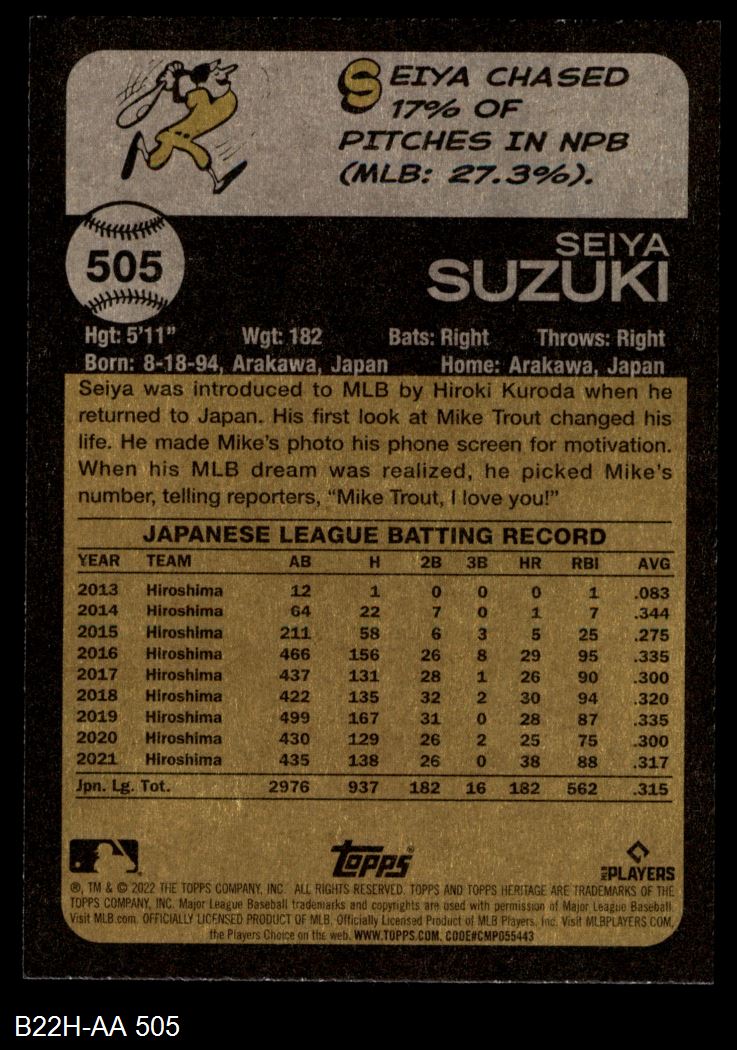 SEIYA CHASED
17% OF
PITCHES IN NPB
(MLB: 27.3%).
505
SEIYA
SUZUKI
Hgt: 5'11" Wgt: 182 Bats: Right Throws: Right
Born: 8-18-94, Arakawa, Japan Home: Arakawa, Japan
Seiya was introduced to MLB by Hiroki Kuroda when he
returned to Japan. His first look at Mike Trout changed his
life. He made Mike's photo his phone screen for motivation.
When his MLB dream was realized, he picked Mike's
number, telling reporters, "Mike Trout, I love you!"
JAPANESE LEAGUE BATTING RECORD
YEAR TEAM AB H 2B 3B HR RBI AVG
2013 Hiroshima 12 1 0 0 0 1 .083
2014 Hiroshima 64 22 7 0 1 7 .344
2015 Hiroshima 211 58 6 3 5 25 .275
2016 Hiroshima 466 156 26 8 29 95 .335
2017 Hiroshima 437 131 28 1 26 90 .300
2018 Hiroshima 422 135 32 2 30 94 .320
2019 Hiroshima 499 167 31 0 28 87 .335
2020 Hiroshima 430 129 26 2 25 75 .300
2021 Hiroshima 435 138 26 0 38 88 .317
Jpn. Lg. Tot. 2976 937 182 16 182 562 .315
TOPPS®
MLB PLAYERS
®, TM & © 2022 THE TOPPS COMPANY, INC. ALL RIGHTS RESERVED. TOPPS AND TOPPS HERITAGE ARE TRADEMARKS OF THE
TOPPS COMPANY, INC. Major League Baseball trademarks and copyrights are used with permission of Major League Baseball.
Visit MLB.com. OFFICIALLY LICENSED PRODUCT OF MLB. Officially Licensed Product of MLB Players, Inc. Visit MLBPLAYERS.COM,
the Players Choice on the web. WWW.TOPPS.COM. CODE#CMP055443
B22H-AA 505